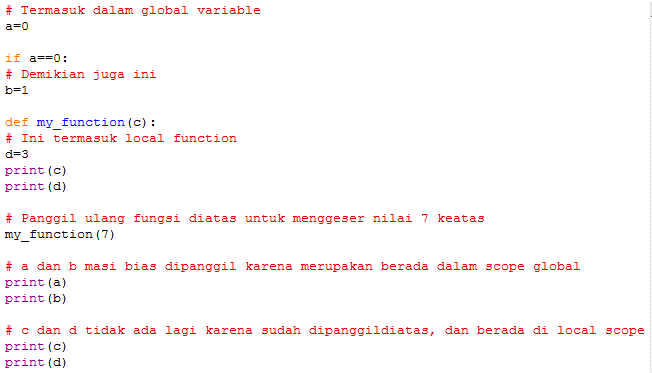 # Termasuk dalam global variable
a=0
if a==0:
# Demikian juga ini
b=1
def my_function(c):
# Ini termasuk local function
d=3
print(c)
print(d)
# Panggil ulang fungsi diatas untuk menggeser nilai 7 keatas
my_function(7)
# a dan b masi bias dipanggil karena merupakan berada dalam scope global
print(a)
print(b)
# c dan d tidak ada lagi karena sudah dipanggildiatas, dan berada di local scope
print(c)
print(d)